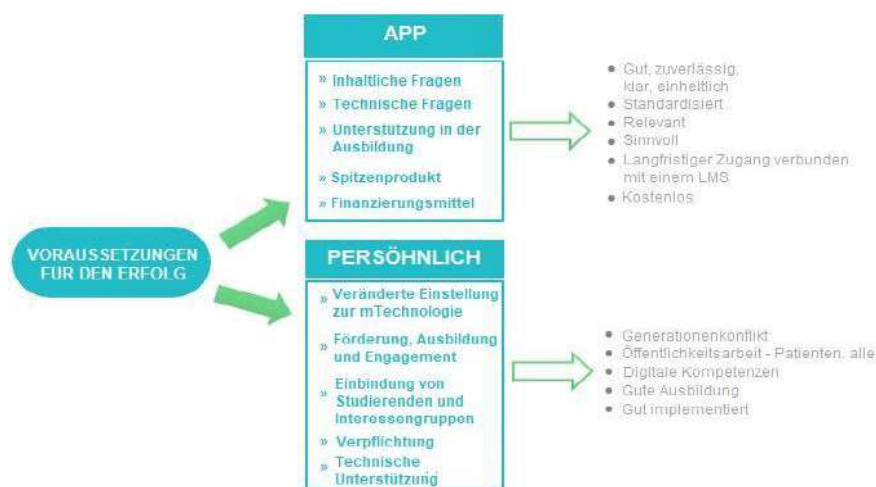 VORAUSSETZUNGEN
FÜR DEN ERFOLG
APP
» Inhaltliche Fragen
» Technische Fragen
» Unterstützung in der
Ausbildung
» Spitzenprodukt
» Finanzierungsmittel
• Gut, zuverlässig,
klar, einheitlich
• Standardisiert
• Relevant
• Sinnvoll
• Langfristiger Zugang verbunden
mit einem LMS
• Kostenlos
PERSÖHNLICH
» Veränderte Einstellung
zur mTechnologie
» Förderung, Ausbildung
und Engagement
» Einbindung von
Studierenden und
Interessengruppen
» Verpflichtung
» Technische
Unterstützung
• Generationenkonflikt
• Öffentlichkeitsarbeit - Patienten. alle
• Digitale Kompetenzen
• Gute Ausbildung
• Gut implementiert